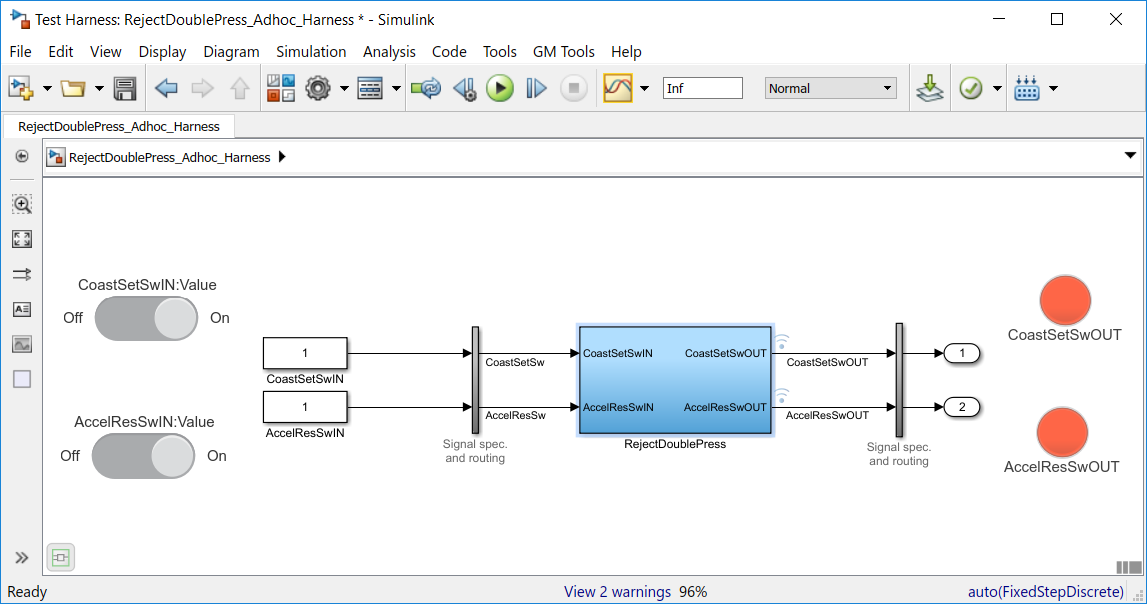 Test Harness: RejectDoublePress_Adhoc_Harness * - Simulink
File Edit View Display Diagram Simulation Analysis Code Tools GM Tools Help
Inf Normal
RejectDoublePress_Adhoc_Harness
RejectDoublePress_Adhoc_Harness
CoastSetSwIN:Value
Off On
AccelResSwIN:Value
Off On
1
CoastSetSwIN
1
AccelResSwIN
CoastSetSw
AccelResSw
Signal spec.
and routing
CoastSetSwIN CoastSetSwOUT
AccelResSwIN AccelResSwOUT
RejectDoublePress
CoastSetSwOUT
AccelResSwOUT
Signal spec.
and routing
1
2
CoastSetSwOUT
AccelResSwOUT
Ready View 2 warnings 96% auto(FixedStepDiscrete)